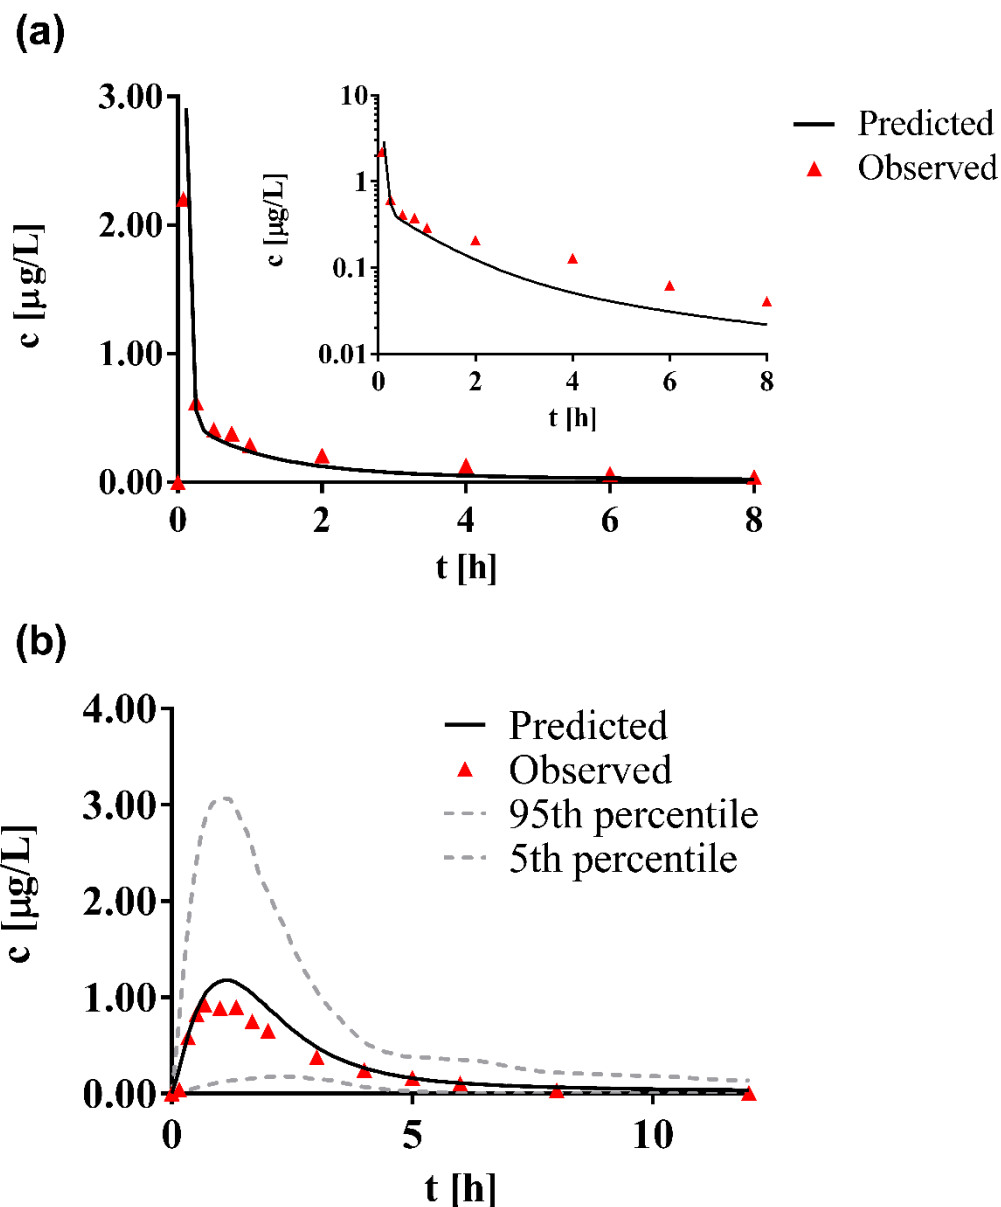 (a)
3.00
2.00
1.00
0.00
c [µg/L]
0
2
4
6
8
t [h]
10
1
0.1
0.01
c [µg/L]
0
2
4
6
8
t [h]
Predicted
Observed
(b)
4.00
3.00
2.00
1.00
0.00
c [µg/L]
0
5
10
t [h]
Predicted
Observed
95th percentile
5th percentile